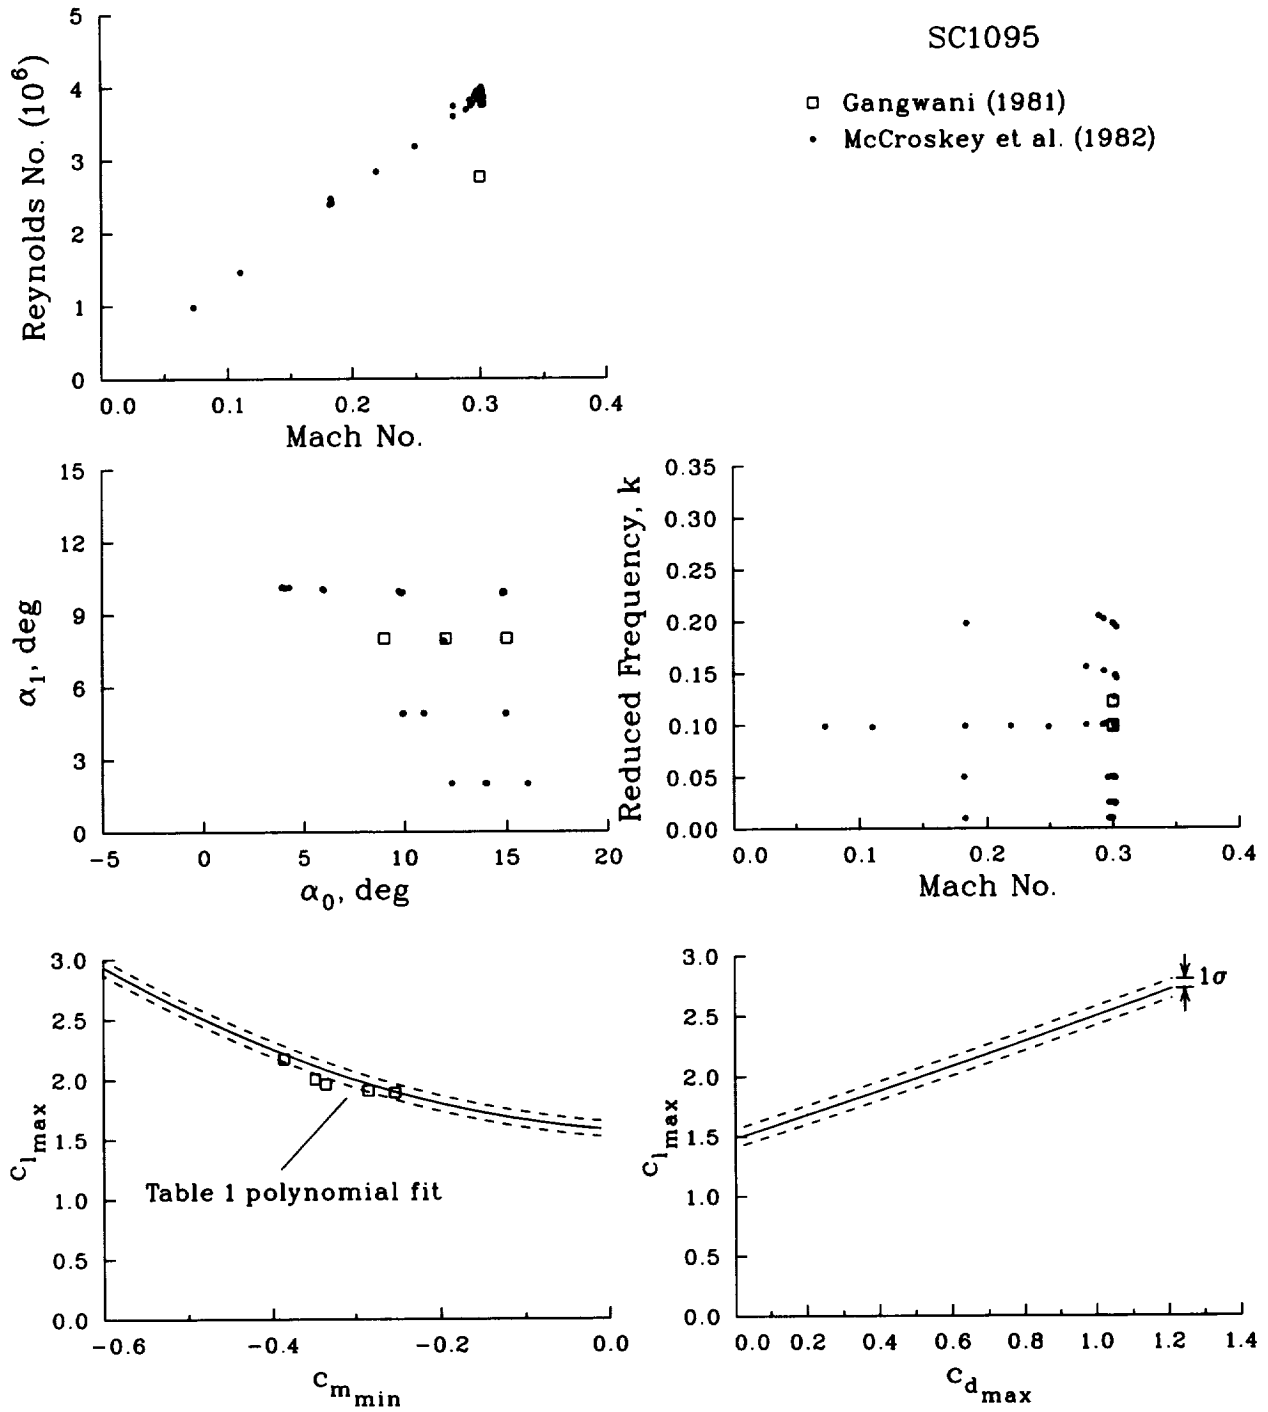 SC1095
Gangwani (1981)
McCroskey et al. (1982)
Reynolds No. (10^6)
5
4
3
2
1
0
0.0 0.1 0.2 0.3 0.4
Mach No.
α_1, deg
15
12
9
6
3
0
-5 0 5 10 15 20
α_0, deg
Reduced Frequency, k
0.35
0.30
0.25
0.20
0.15
0.10
0.05
0.00
0.0 0.1 0.2 0.3 0.4
Mach No.
c_l_max
3.0
2.5
2.0
1.5
1.0
0.5
0.0
Table 1 polynomial fit
-0.6 -0.4 -0.2 0.0
c_m_min
c_l_max
3.0
2.5
2.0
1.5
1.0
0.5
0.0
1σ
0.0 0.2 0.4 0.6 0.8 1.0 1.2 1.4
c_d_max